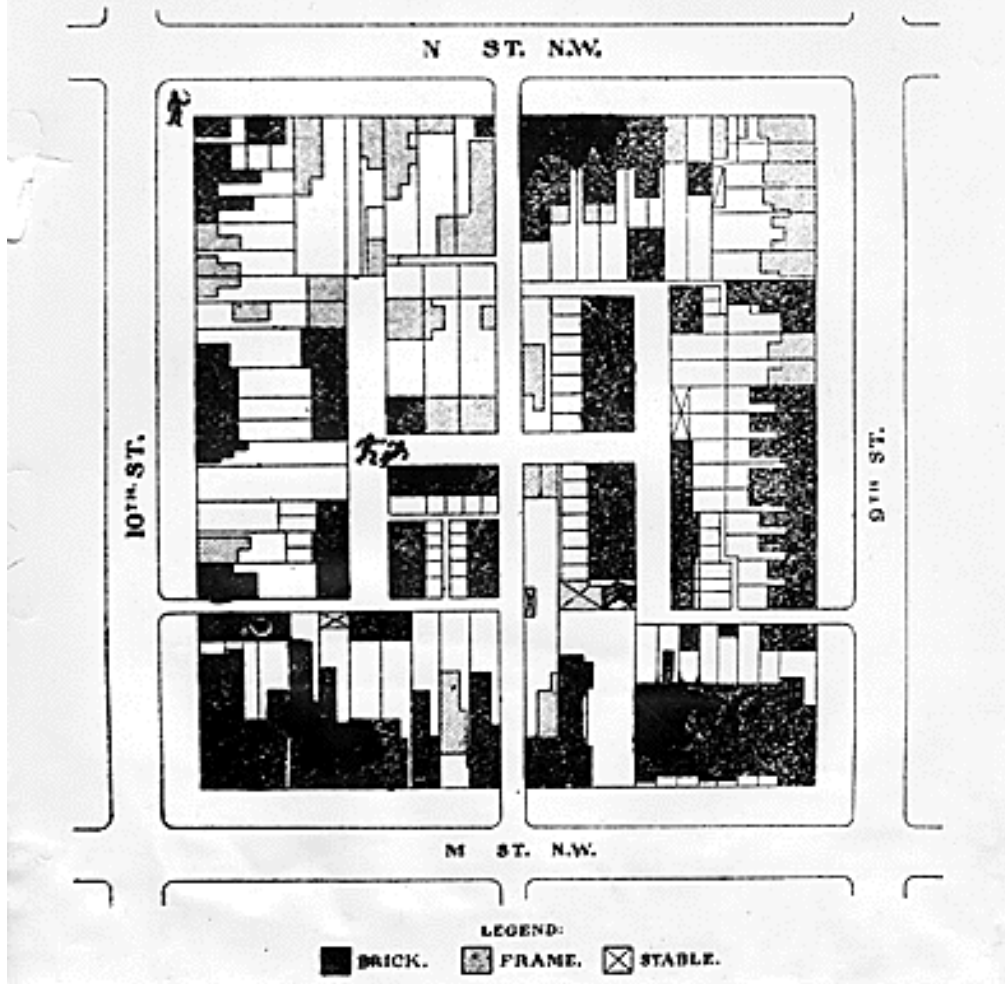 N ST. N.W.
10TH ST.
9TH ST.
M ST. N.W.
LEGEND:
BRICK. FRAME. STABLE.